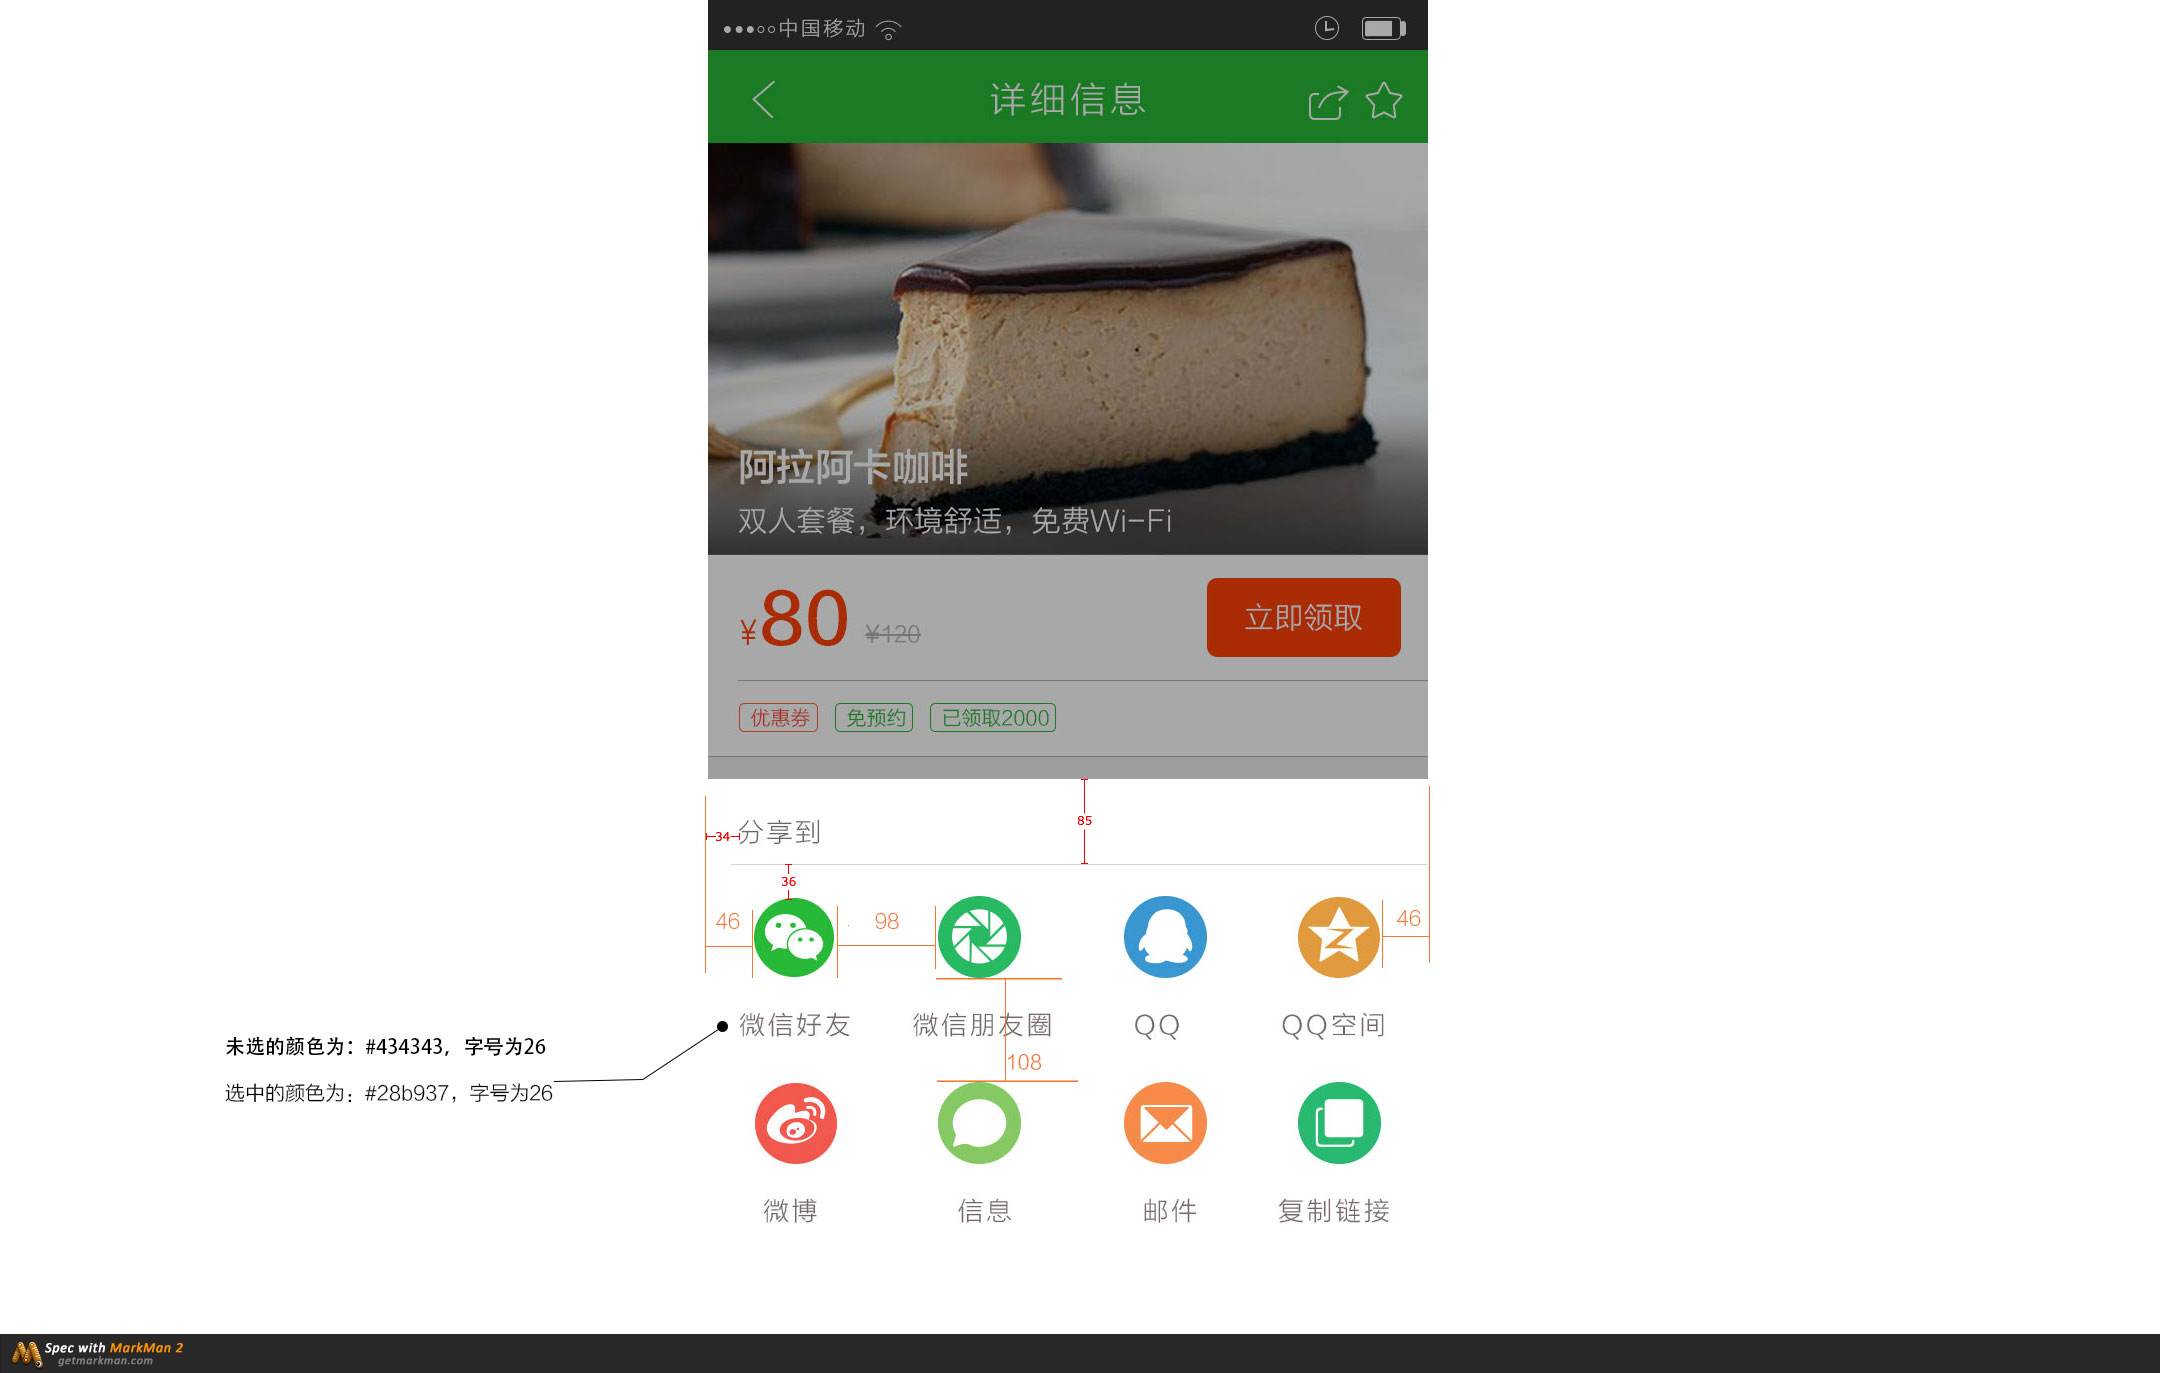 中国移动
详细信息
阿拉阿卡咖啡
双人套餐，环境舒适，免费Wi-Fi
¥80 ¥120
立即领取
优惠券 免预约 已领取2000
85
34 分享到
36
46 98 46
微信好友 微信朋友圈 QQ QQ空间
未选的颜色为：#434343，字号为26
108
选中的颜色为：#28b937，字号为26
微博 信息 邮件 复制链接
Spec with MarkMan 2
getmarkman.com